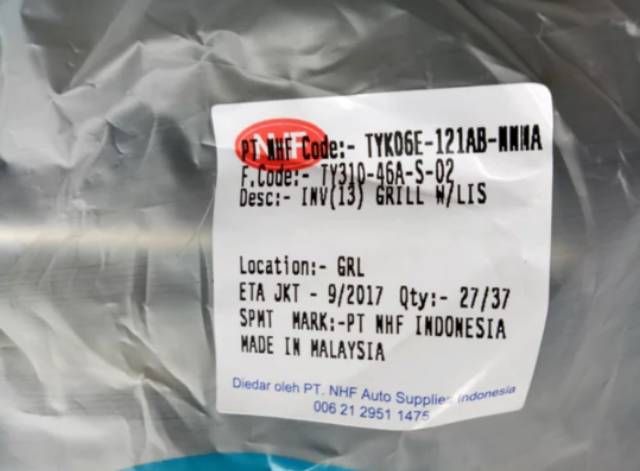 NHF
PT NHF Code:- TYK06E-121AB-NNNA
F.Code:- TY310-46A-S-02
Desc:- INV(13) GRILL W/LIS
Location:- GRL
ETA JKT - 9/2017 Qty:- 27/37
SPMT MARK:-PT NHF INDONESIA
MADE IN MALAYSIA
Diedar oleh PT. NHF Auto Supplies Indonesia
006 21 2951 1475